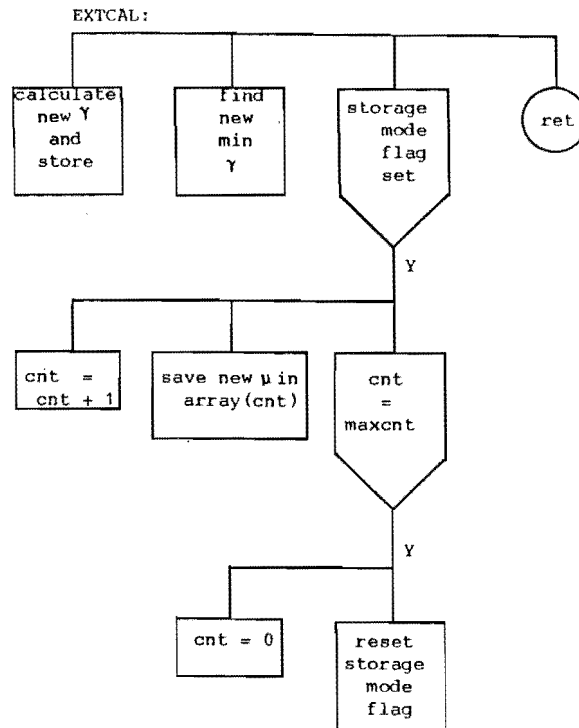 EXTCAL:
calculate
new γ
and
store
find
new
min
γ
storage
mode
flag
set
ret
Y
cnt =
cnt + 1
save new μ in
array(cnt)
cnt
=
maxcnt
Y
cnt = 0
reset
storage
mode
flag